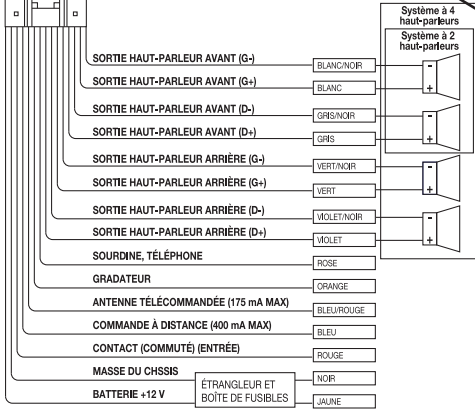 Système à 4
haut-parleurs
Système à 2
haut-parleurs
SORTIE HAUT-PARLEUR AVANT (G-) BLANC/NOIR -
SORTIE HAUT-PARLEUR AVANT (G+) BLANC +
SORTIE HAUT-PARLEUR AVANT (D-) GRIS/NOIR -
SORTIE HAUT-PARLEUR AVANT (D+) GRIS +
SORTIE HAUT-PARLEUR ARRIÈRE (G-) VERT/NOIR -
SORTIE HAUT-PARLEUR ARRIÈRE (G+) VERT +
SORTIE HAUT-PARLEUR ARRIÈRE (D-) VIOLET/NOIR -
SORTIE HAUT-PARLEUR ARRIÈRE (D+) VIOLET +
SOURDINE, TÉLÉPHONE ROSE
GRADATEUR ORANGE
ANTENNE TÉLÉCOMMANDÉE (175 mA MAX) BLEU/ROUGE
COMMANDE À DISTANCE (400 mA MAX) BLEU
CONTACT (COMMUTÉ) (ENTRÉE) ROUGE
MASSE DU CHSSIS NOIR
ÉTRANGLEUR ET
BOÎTE DE FUSIBLES
BATTERIE +12 V JAUNE